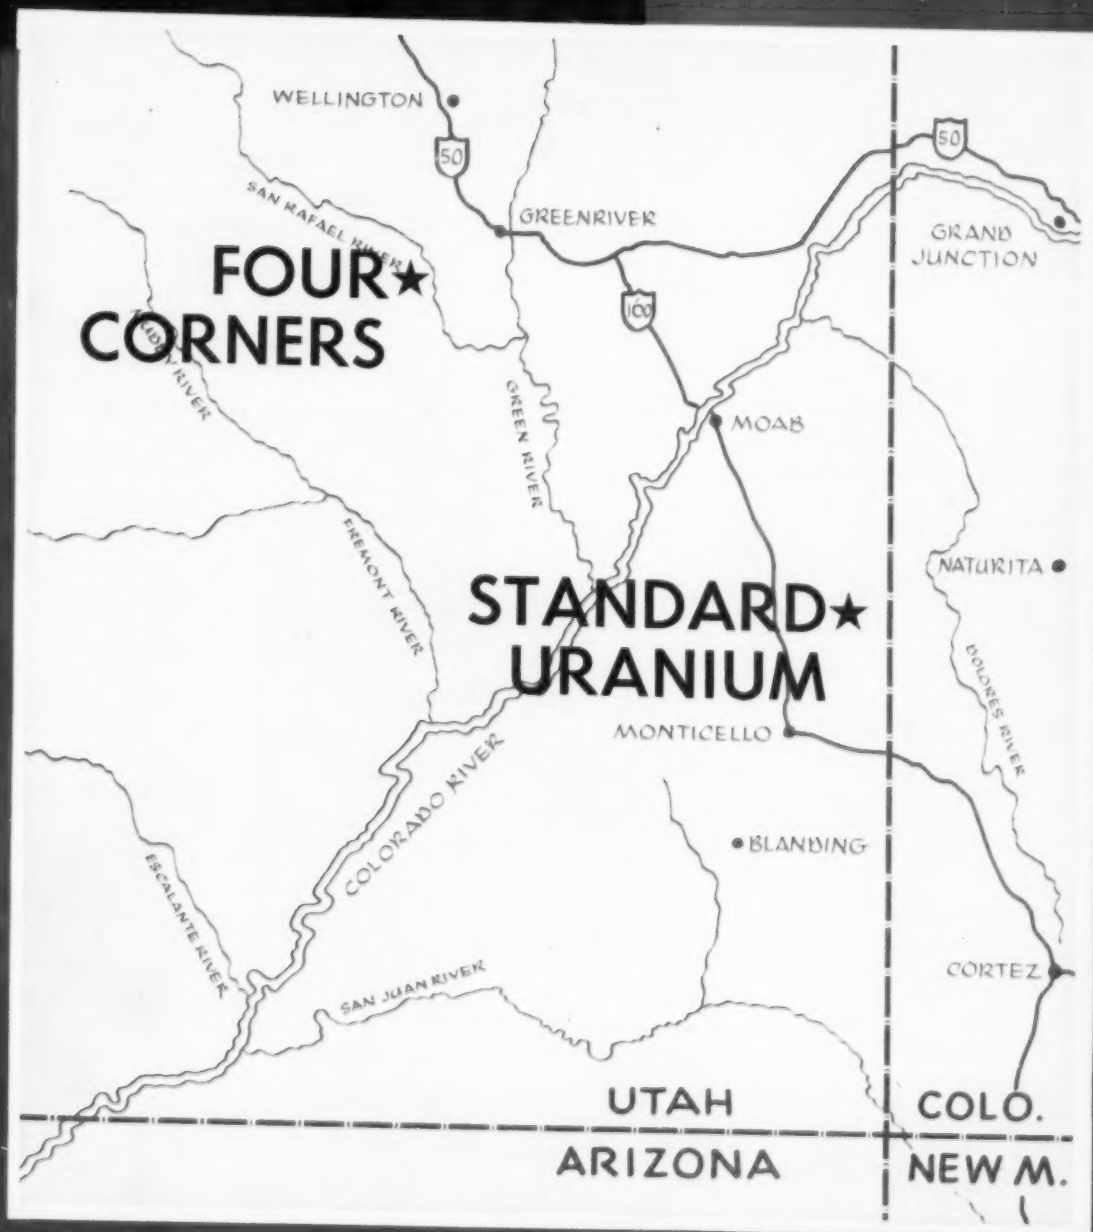 WELLINGTON
50
50
SAN RAFAEL RIVER
GREENRIVER
GRAND
JUNCTION
FOUR★
CORNERS
MUDDY RIVER
160
GREEN RIVER
MOAB
FREMONT RIVER
NATURITA
STANDARD★
URANIUM
DOLORES RIVER
MONTICELLO
COLORADO RIVER
BLANDING
ESCALANTE RIVER
SAN JUAN RIVER
CORTEZ
UTAH
COLO.
ARIZONA
NEW M.